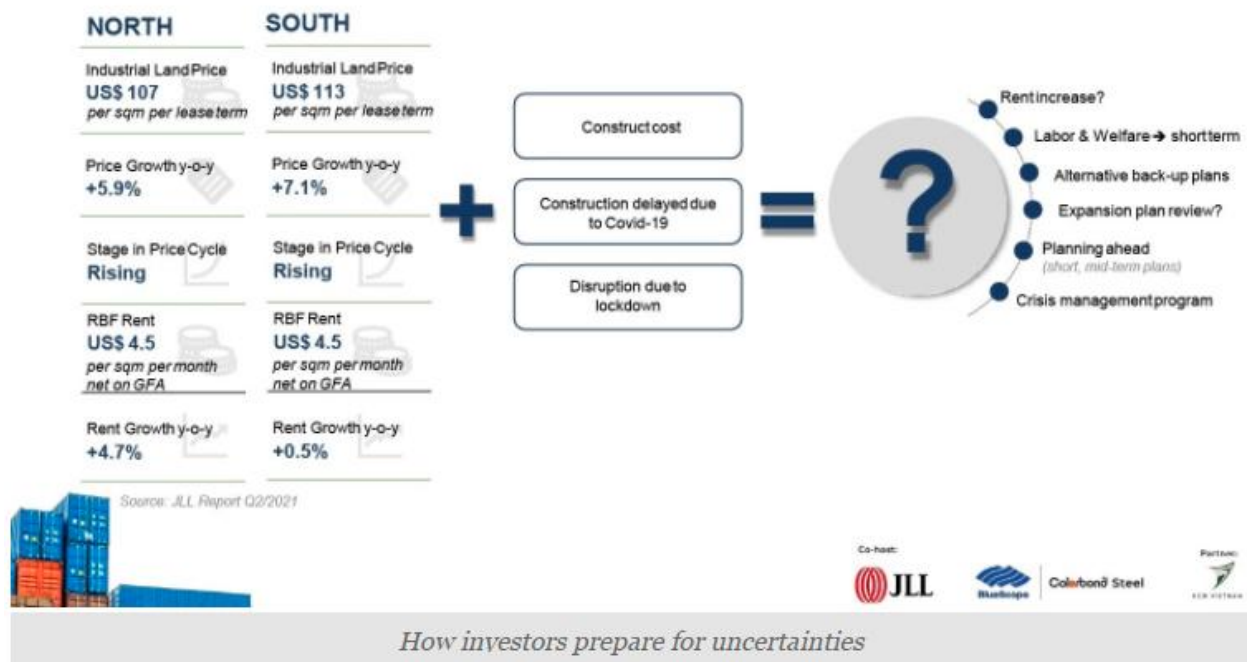 NORTH
Industrial Land Price
US$ 107
per sqm per lease term
Price Growth y-o-y
+5.9%
Stage in Price Cycle
Rising
RBF Rent
US$ 4.5
per sqm per month
net on GFA
Rent Growth y-o-y
+4.7%
SOUTH
Industrial Land Price
US$ 113
per sqm per lease term
Price Growth y-o-y
+7.1%
Stage in Price Cycle
Rising
RBF Rent
US$ 4.5
per sqm per month
net on GFA
Rent Growth y-o-y
+0.5%
Source: JLL Report Q2/2021
+
Construct cost
Construction delayed due
to Covid-19
Disruption due to
lockdown
=
?
Rent increase?
Labor & Welfare → short term
Alternative back-up plans
Expansion plan review?
Planning ahead
(short, mid-term plans)
Crisis management program
Co-host:
JLL
BlueScope
Colorbond Steel
Partner:
VIETNAM
How investors prepare for uncertainties